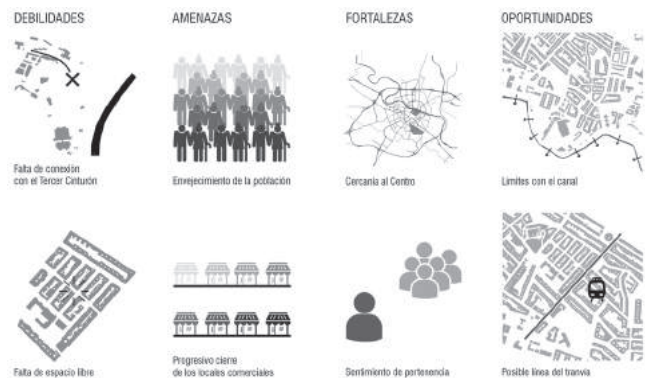 DEBILIDADES
AMENAZAS
FORTALEZAS
OPORTUNIDADES
Falta de conexión
con el Tercer Cinturón
Envejecimiento de la población
Cercanía al Centro
Límites con el canal
Falta de espacio libre
Progresivo cierre
de los locales comerciales
Sentimiento de pertenencia
Posible línea del tranvía